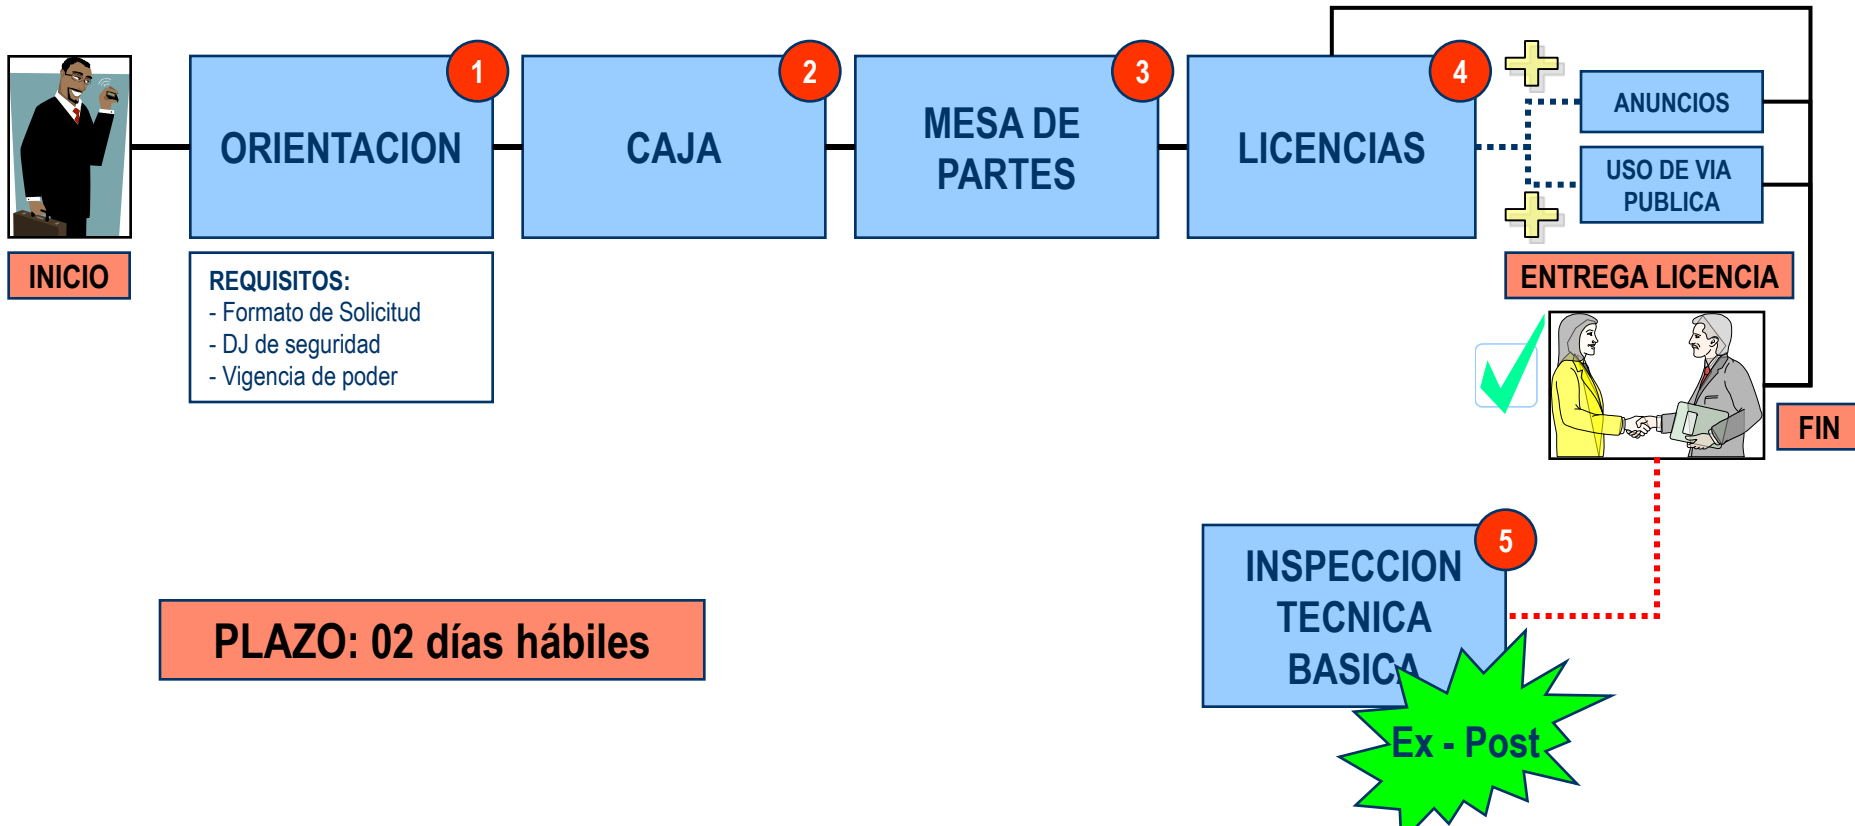 1
ORIENTACION
2
CAJA
3
MESA DE
PARTES
4
LICENCIAS
ANUNCIOS
USO DE VIA
PUBLICA
INICIO
REQUISITOS:
- Formato de Solicitud
- DJ de seguridad
- Vigencia de poder
ENTREGA LICENCIA
FIN
5
INSPECCION
TECNICA
BASICA
Ex - Post
PLAZO: 02 días hábiles